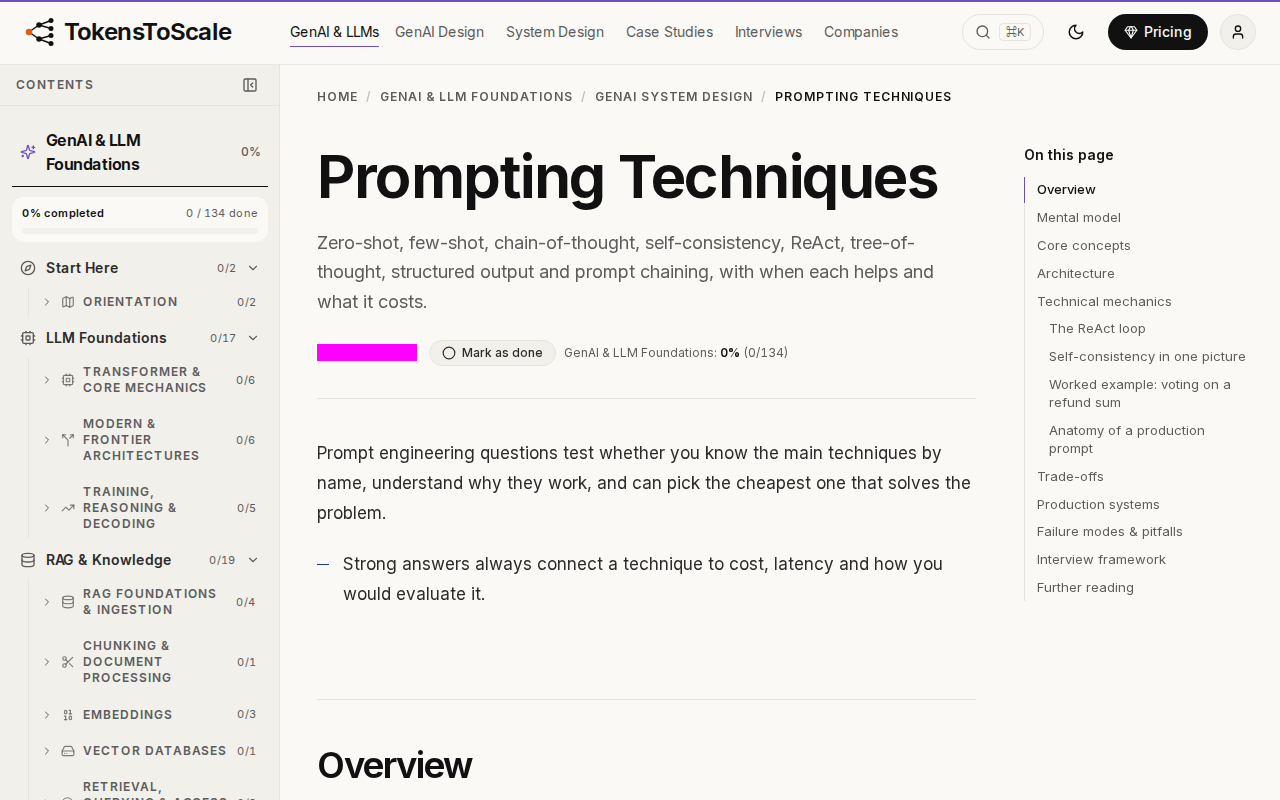 TokensToScale
GenAI & LLMs
GenAI Design
System Design
Case Studies
Interviews
Companies
⌘K
Pricing
CONTENTS
GenAI & LLM
Foundations
0%
0% completed
0 / 134 done
Start Here
0/2
ORIENTATION
0/2
LLM Foundations
0/17
TRANSFORMER &
CORE MECHANICS
0/6
MODERN &
FRONTIER
ARCHITECTURES
0/6
TRAINING,
REASONING &
DECODING
0/5
RAG & Knowledge
0/19
RAG FOUNDATIONS
& INGESTION
0/4
CHUNKING &
DOCUMENT
PROCESSING
0/1
EMBEDDINGS
0/3
VECTOR DATABASES
0/1
RETRIEVAL,
HOME / GENAI & LLM FOUNDATIONS / GENAI SYSTEM DESIGN / PROMPTING TECHNIQUES
Prompting Techniques
Zero-shot, few-shot, chain-of-thought, self-consistency, ReAct, tree-of-
thought, structured output and prompt chaining, with when each helps and
what it costs.
Mark as done
GenAI & LLM Foundations: 0% (0/134)
Prompt engineering questions test whether you know the main techniques by
name, understand why they work, and can pick the cheapest one that solves the
problem.
— Strong answers always connect a technique to cost, latency and how you
would evaluate it.
Overview
On this page
Overview
Mental model
Core concepts
Architecture
Technical mechanics
The ReAct loop
Self-consistency in one picture
Worked example: voting on a
refund sum
Anatomy of a production
prompt
Trade-offs
Production systems
Failure modes & pitfalls
Interview framework
Further reading